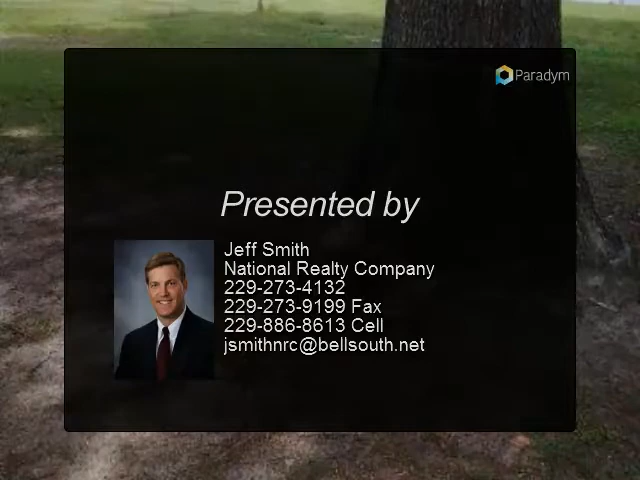 Paradym
Presented by
Jeff Smith
National Realty Company
229-273-4132
229-273-9199 Fax
229-886-8613 Cell
jsmithnrc@bellsouth.net